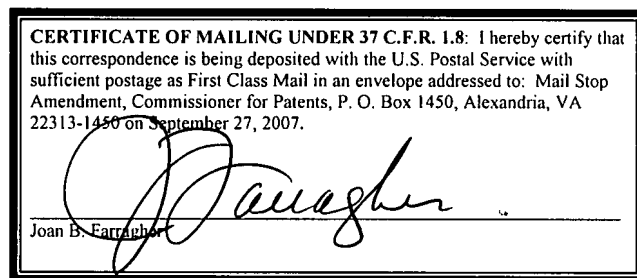 CERTIFICATE OF MAILING UNDER 37 C.F.R. 1.8: I hereby certify that
this correspondence is being deposited with the U.S. Postal Service with
sufficient postage as First Class Mail in an envelope addressed to: Mail Stop
Amendment, Commissioner for Patents, P. O. Box 1450, Alexandria, VA
22313-1450 on September 27, 2007.
Joan B. Farragher